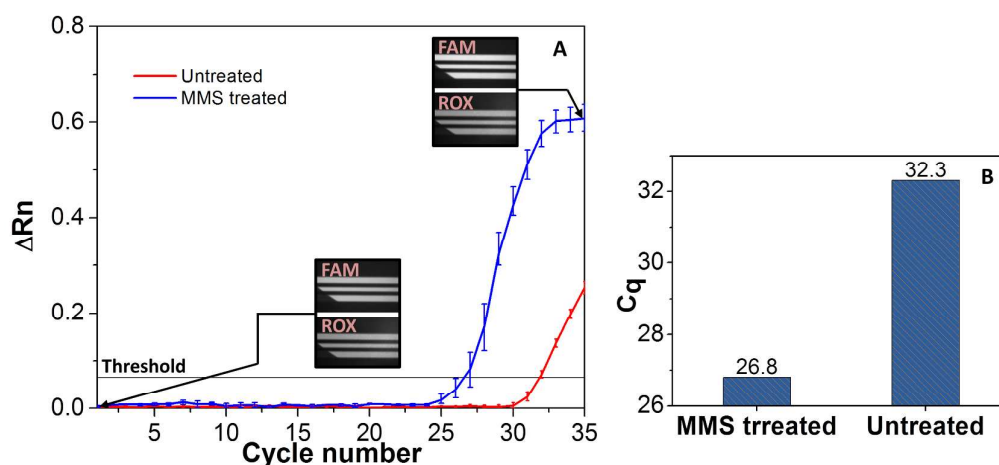 A
0.8
0.6
0.4
0.2
0.0
ΔRn
Untreated
MMS treated
FAM
ROX
FAM
ROX
Threshold
5 10 15 20 25 30 35
Cycle number
B
32
30
28
26
Cq
26.8
32.3
MMS trreated Untreated